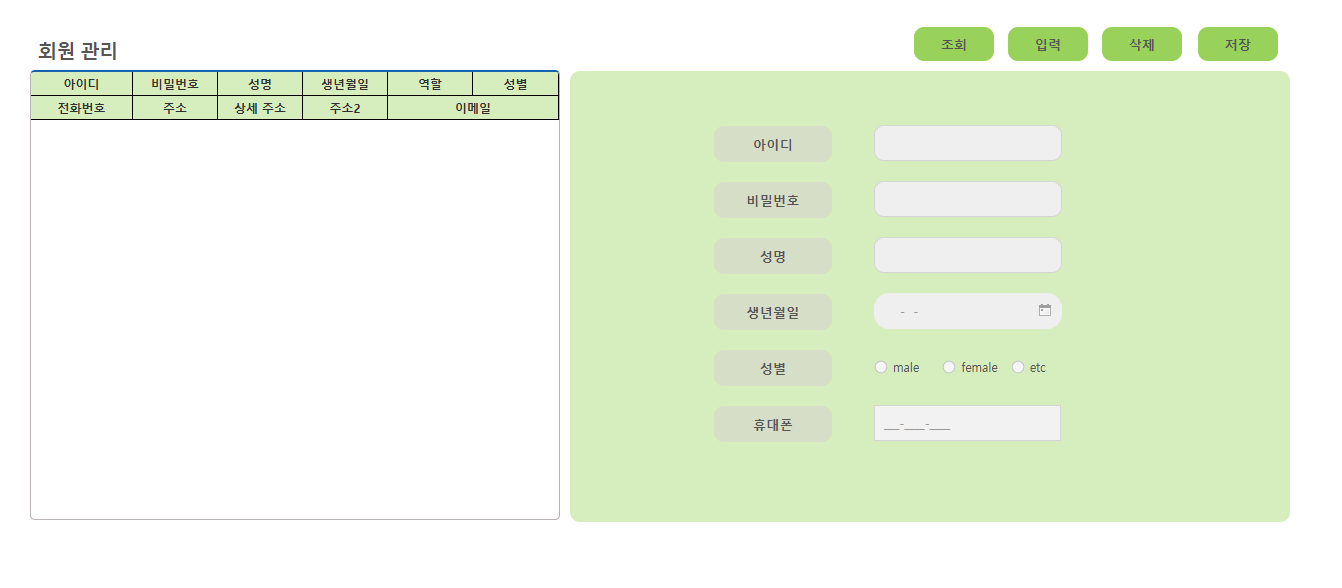 회원 관리
조회 입력 삭제 저장
아이디 비밀번호 성명 생년월일 역할 성별
전화번호 주소 상세 주소 주소2 이메일
아이디
비밀번호
성명
생년월일 - -
성별 male female etc
휴대폰 __-___-___